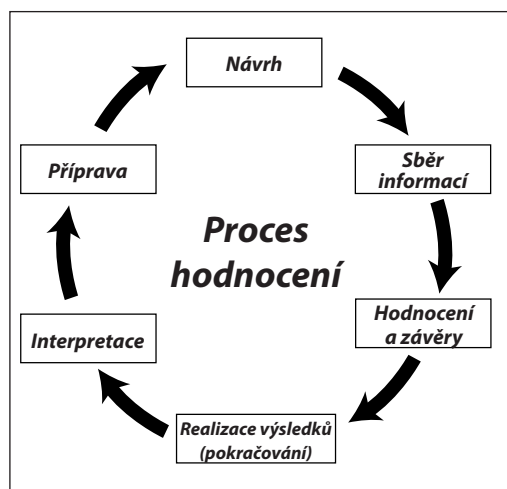 Návrh
Sběr
informací
Hodnocení
a závěry
Realizace výsledků
(pokračování)
Interpretace
Příprava
Proces
hodnocení